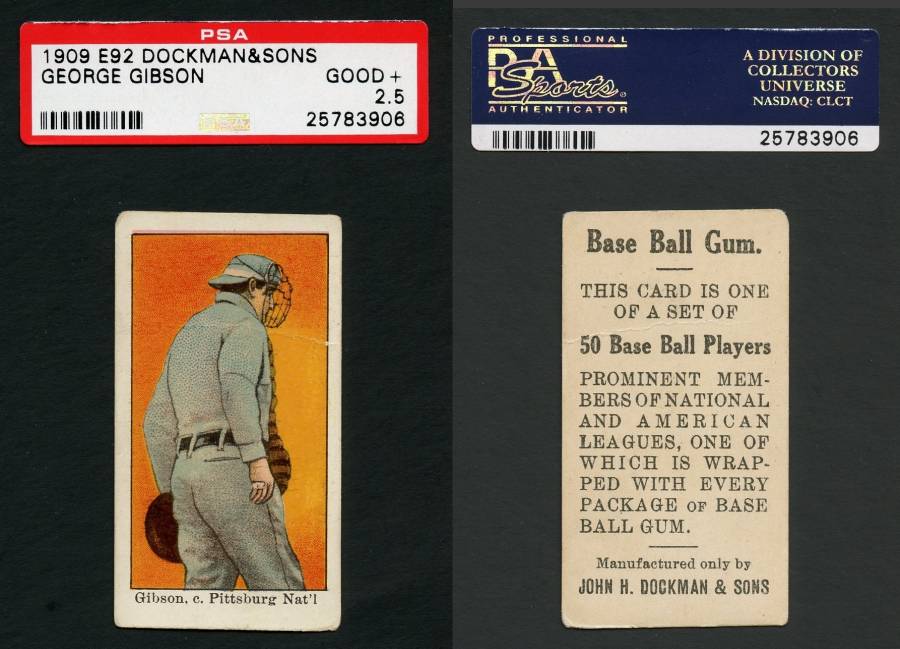 PSA
1909 E92 DOCKMAN&SONS
GEORGE GIBSON GOOD +
2.5
25783906
Gibson, c. Pittsburg Nat'l
PROFESSIONAL
PSA
Sports
AUTHENTICATOR
A DIVISION OF
COLLECTORS
UNIVERSE
NASDAQ: CLCT
25783906
Base Ball Gum.
THIS CARD IS ONE
OF A SET OF
50 Base Ball Players
PROMINENT MEM-
BERS OF NATIONAL
AND AMERICAN
LEAGUES, ONE OF
WHICH IS WRAP-
PED WITH EVERY
PACKAGE OF BASE
BALL GUM.
Manufactured only by
JOHN H. DOCKMAN & SONS